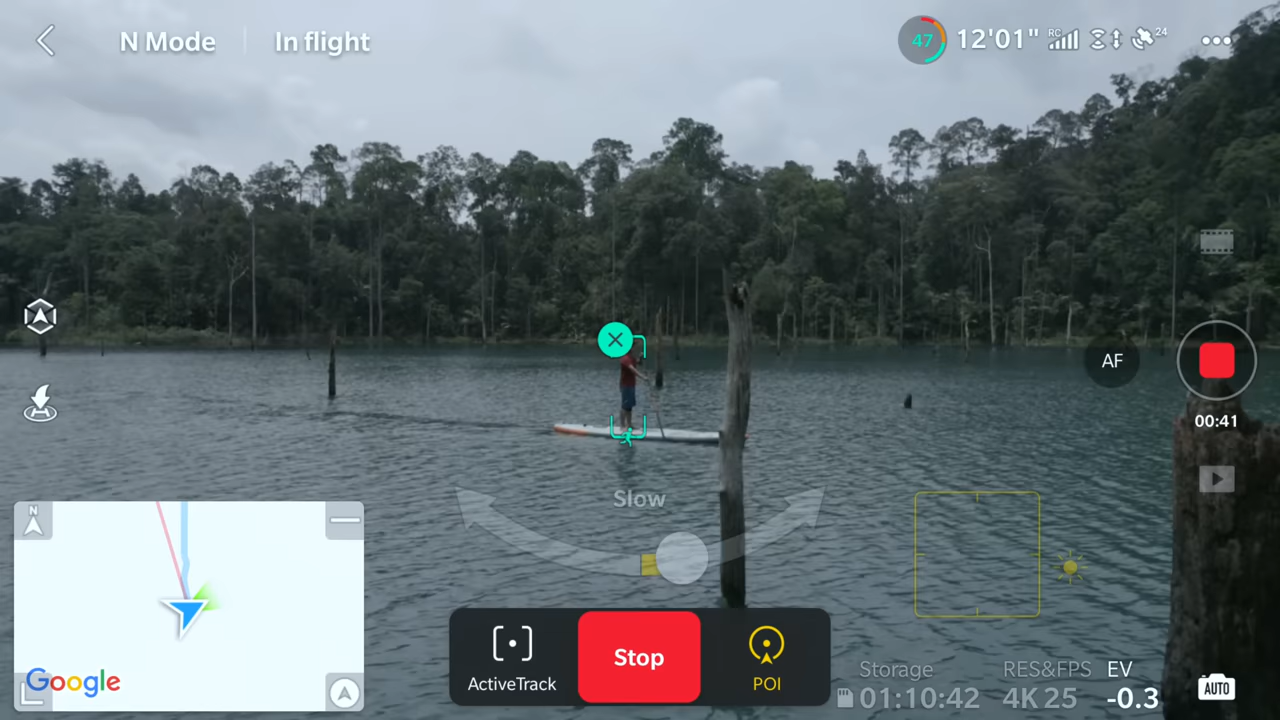 N Mode
In flight
47
12'01"
RC
24
AF
00:41
Slow
N
Google
ActiveTrack
Stop
POI
Storage
01:10:42
RES&FPS
4K 25
EV
-0.3
AUTO